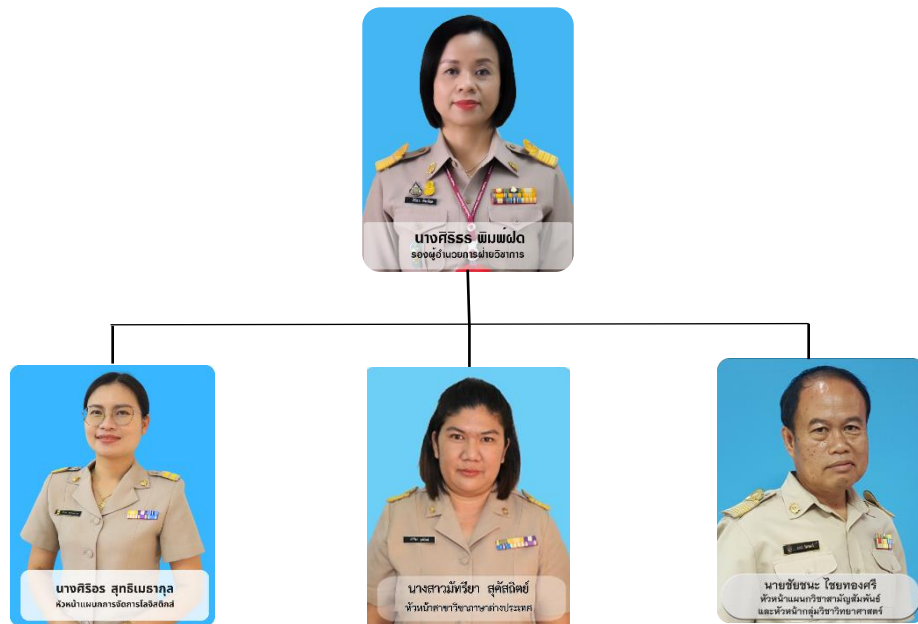 นางศิริธร พิมพ์ฝด
รองผู้อำนวยการฝ่ายวิชาการ
นางศิริอร สุทธิเมธากุล
หัวหน้าแผนกการจัดการโลจิสติกส์
นางสาวมัทรียา สุคัสถิตย์
หัวหน้าสาขาวิชาภาษาต่างประเทศ
นายชัยชนะ ไชยทองศรี
หัวหน้าแผนกวิชาสามัญสัมพันธ์
และหัวหน้ากลุ่มวิชาวิทยาศาสตร์